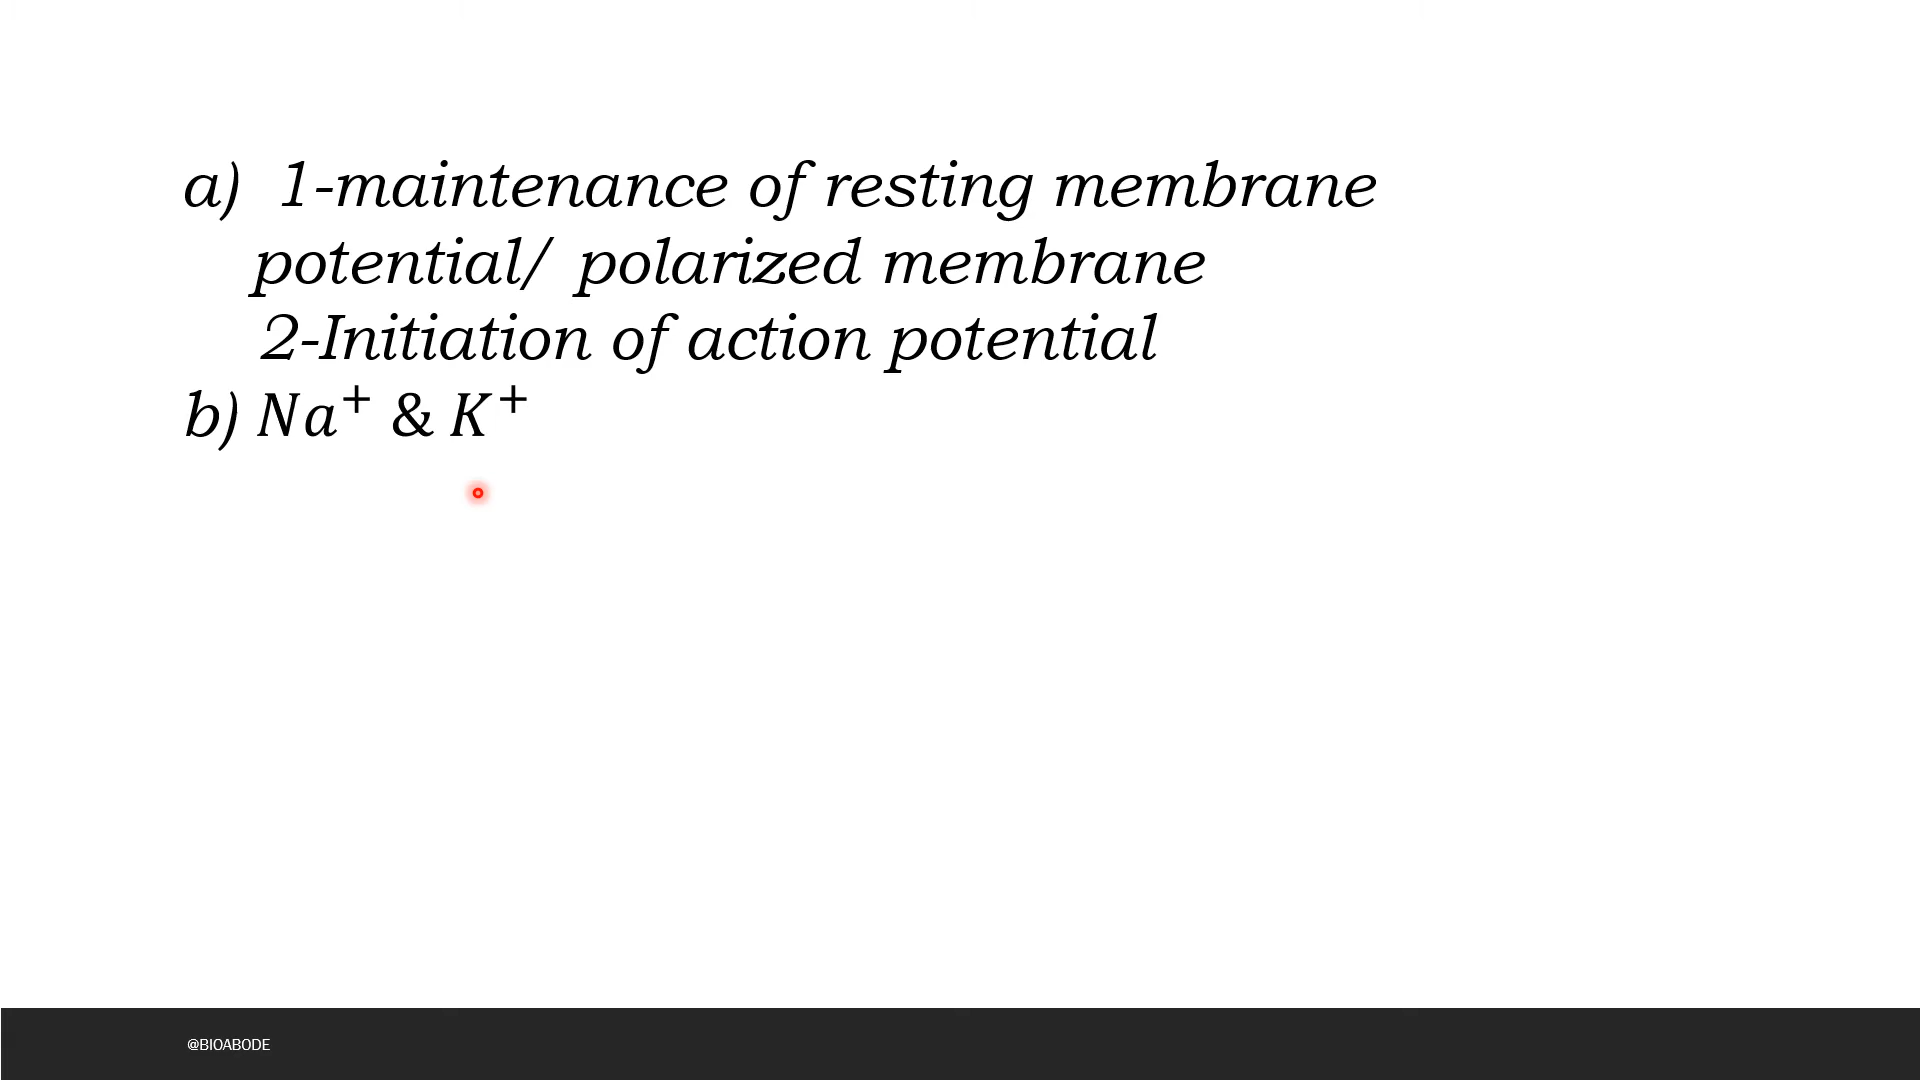 a) 1-maintenance of resting membrane
potential/ polarized membrane
2-Initiation of action potential
b) Na⁺ & K⁺
@BIOABODE